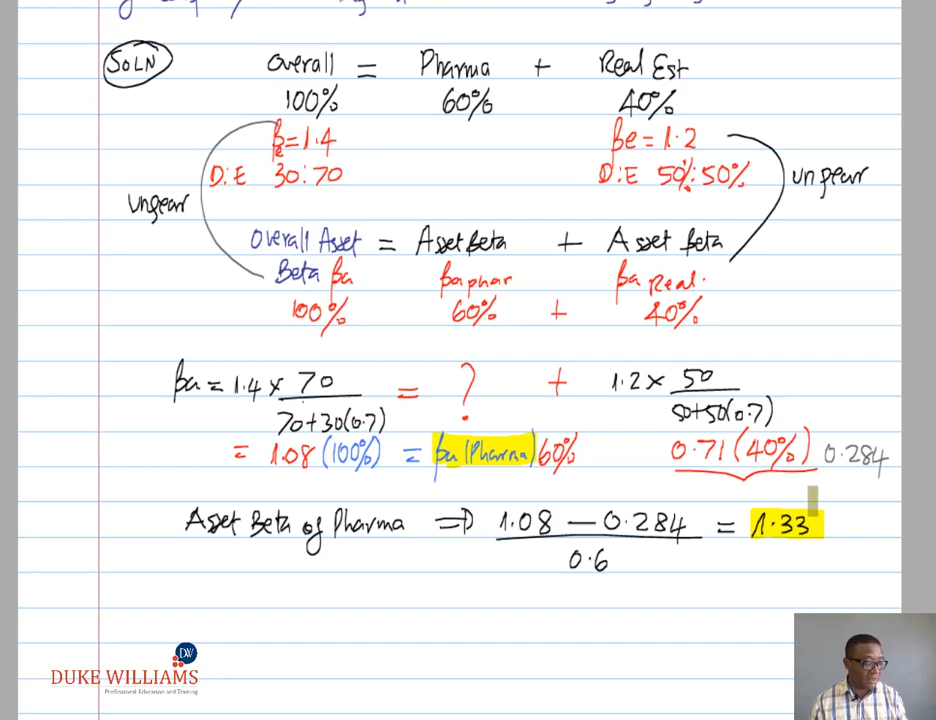 SOLN
Overall = Pharma + Real Est
100% 60% 40%
βe=1.4 βe = 1.2
D:E 30:70 D:E 50%:50%
ungear ungear
Overall Asset = Asset Beta + Asset Beta
Beta βa βa phar βa Real.
100% 60% + 40%
βa = 1.4 × 70 = ? + 1.2 × 50
70+30(0.7) 50+50(0.7)
= 1.08 (100%) = βa (Pharma) 60% 0.71 (40%) 0.284
Asset Beta of Pharma ⇒ 1.08 – 0.284 = 1.33
0.6
DW
DUKE WILLIAMS
Professional Education and Training